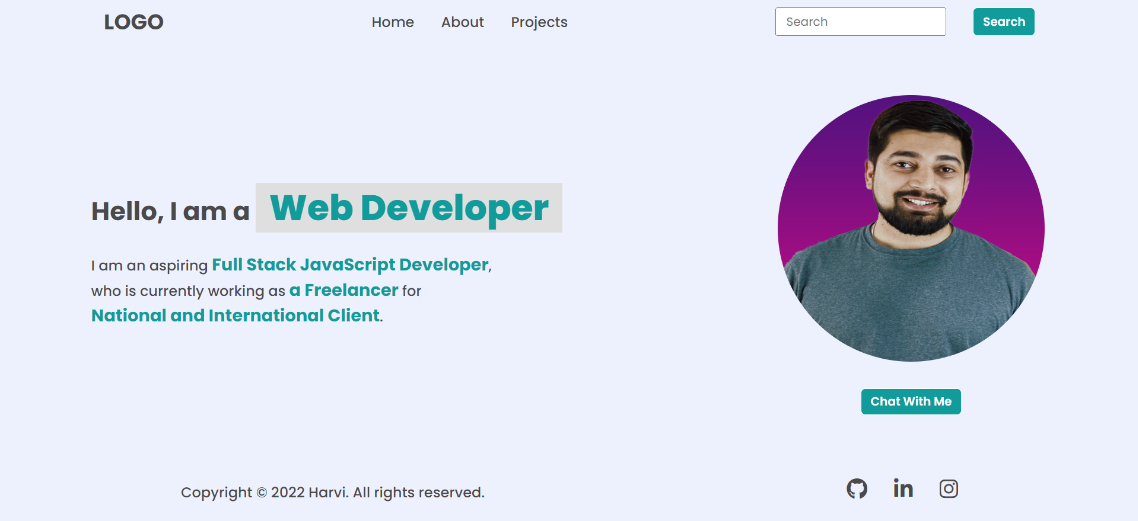 LOGO
Home About Projects
Search
Search
Hello, I am a Web Developer
I am an aspiring Full Stack JavaScript Developer,
who is currently working as a Freelancer for
National and International Client.
Chat With Me
Copyright © 2022 Harvi. All rights reserved.
in